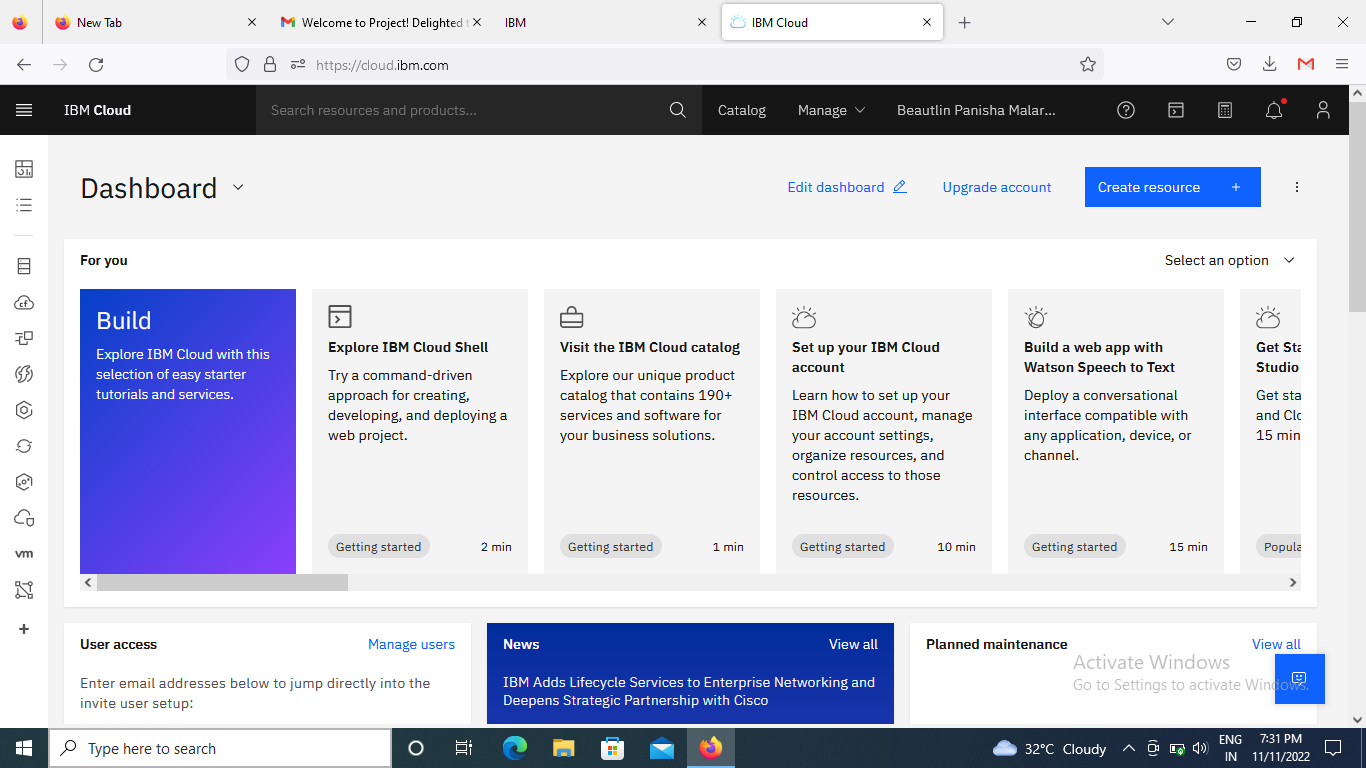 New Tab
Welcome to Project! Delighted t
IBM
IBM Cloud
https://cloud.ibm.com
IBM Cloud
Search resources and products...
Catalog
Manage
Beautlin Panisha Malar...
Dashboard
Edit dashboard
Upgrade account
Create resource +
For you
Select an option
Build
Explore IBM Cloud with this
selection of easy starter
tutorials and services.
Explore IBM Cloud Shell
Try a command-driven
approach for creating,
developing, and deploying a
web project.
Getting started
2 min
Visit the IBM Cloud catalog
Explore our unique product
catalog that contains 190+
services and software for
your business solutions.
Getting started
1 min
Set up your IBM Cloud
account
Learn how to set up your
IBM Cloud account, manage
your account settings,
organize resources, and
control access to those
resources.
Getting started
10 min
Build a web app with
Watson Speech to Text
Deploy a conversational
interface compatible with
any application, device, or
channel.
Getting started
15 min
Get Sta
Studio
Get sta
and Clo
15 min
Popula
cf
vm
User access
Manage users
Enter email addresses below to jump directly into the
invite user setup:
News
View all
IBM Adds Lifecycle Services to Enterprise Networking and
Deepens Strategic Partnership with Cisco
Planned maintenance
View all
Activate Windows
Go to Settings to activate Windows.
Type here to search
32°C Cloudy
ENG
IN
7:31 PM
11/11/2022